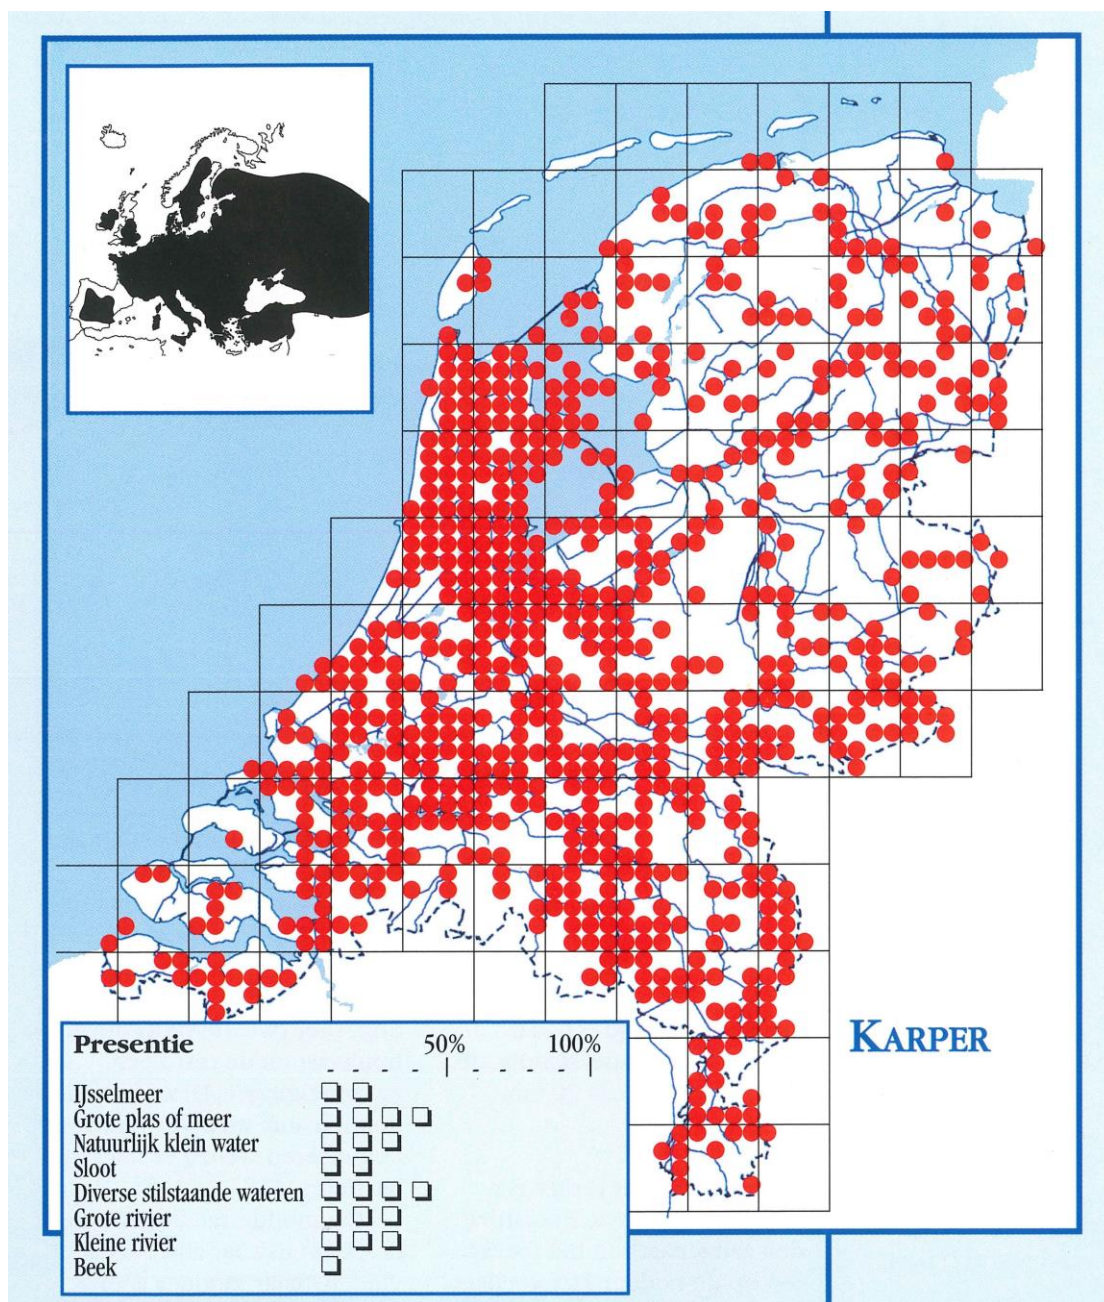 KARPER
Presentie 50% 100%
IJsselmeer
Grote plas of meer
Natuurlijk klein water
Sloot
Diverse stilstaande wateren
Grote rivier
Kleine rivier
Beek